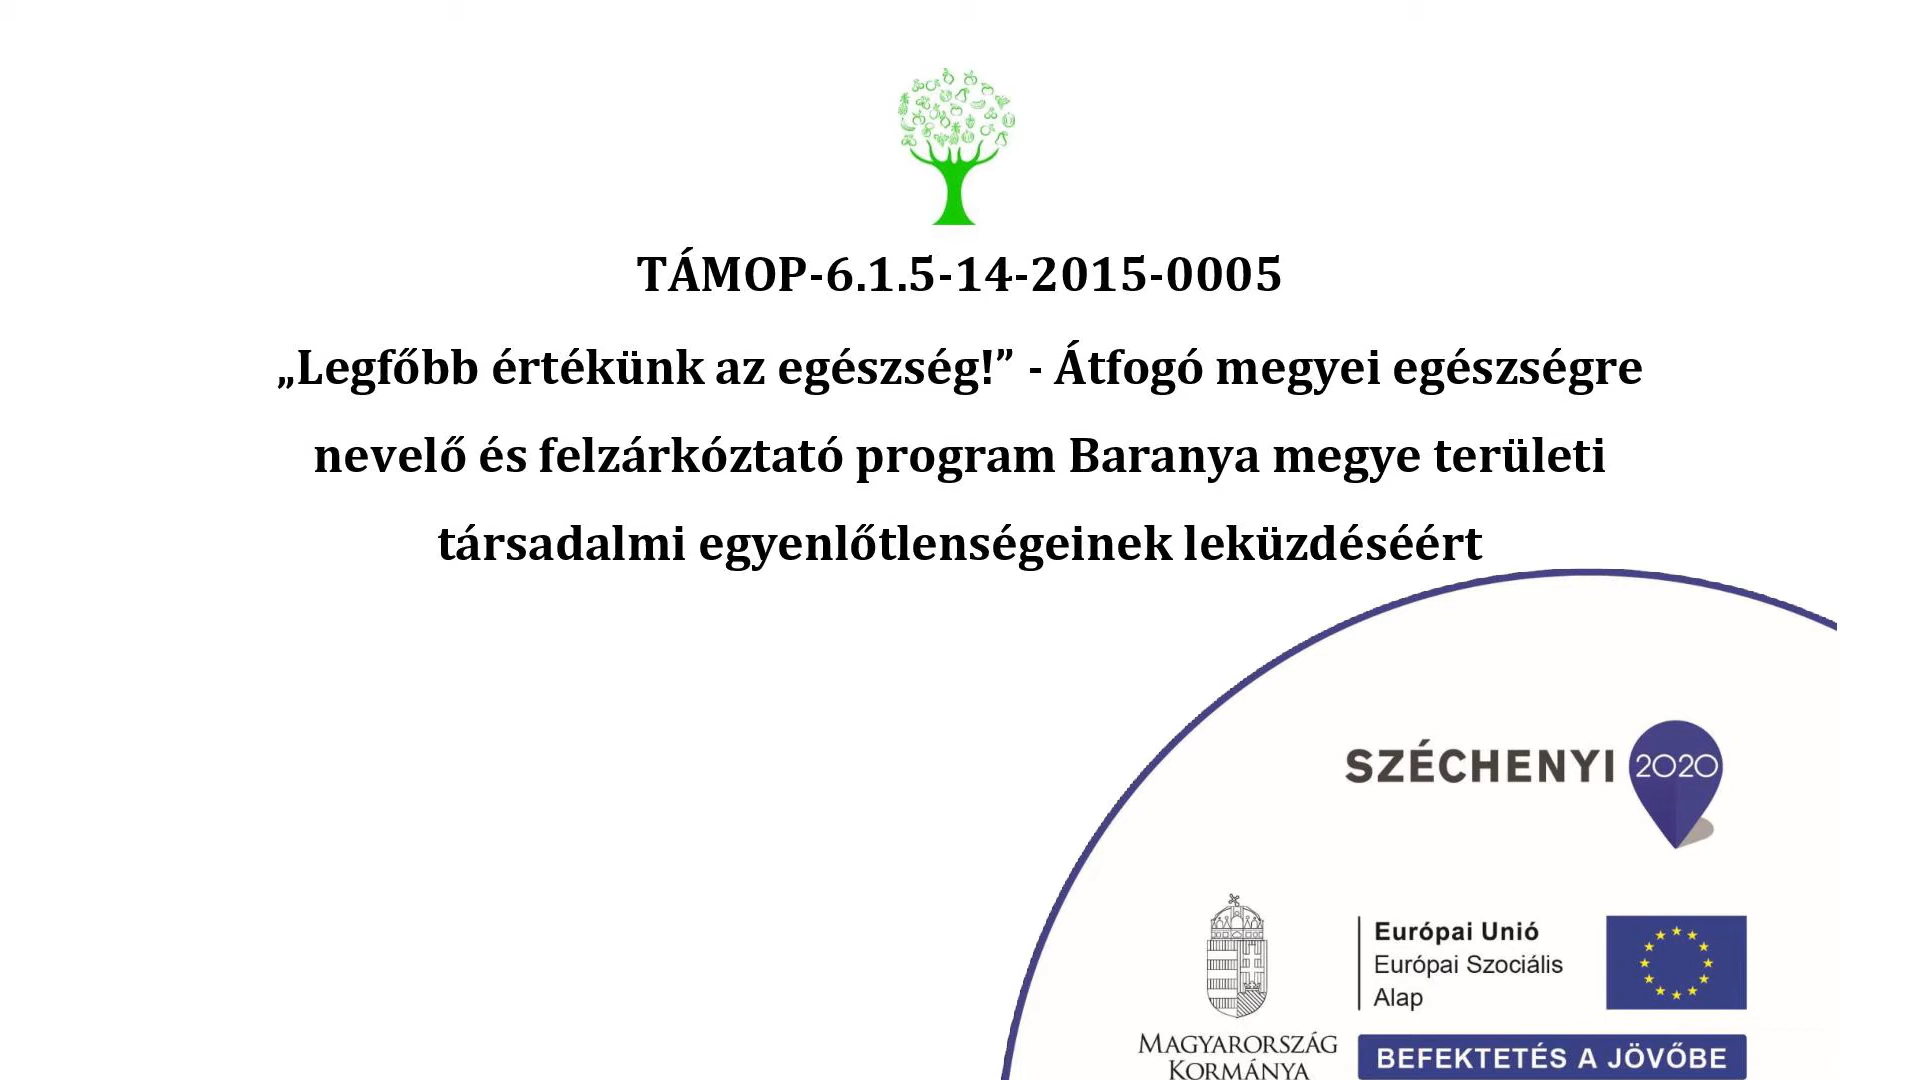 TÁMOP-6.1.5-14-2015-0005
„Legfőbb értékünk az egészség!” - Átfogó megyei egészségre
nevelő és felzárkóztató program Baranya megye területi
társadalmi egyenlőtlenségeinek leküzdéséért
SZÉCHENYI 2020
Európai Unió
Európai Szociális
Alap
MAGYARORSZÁG
KORMÁNYA
BEFEKTETÉS A JÖVŐBE